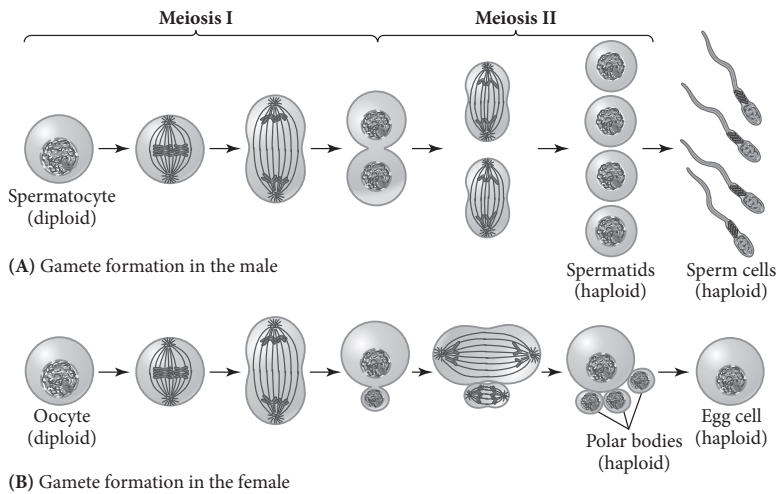 Meiosis I
Meiosis II
Spermatocyte
(diploid)
Spermatids
(haploid)
Sperm cells
(haploid)
(A) Gamete formation in the male
Oocyte
(diploid)
Polar bodies
(haploid)
Egg cell
(haploid)
(B) Gamete formation in the female